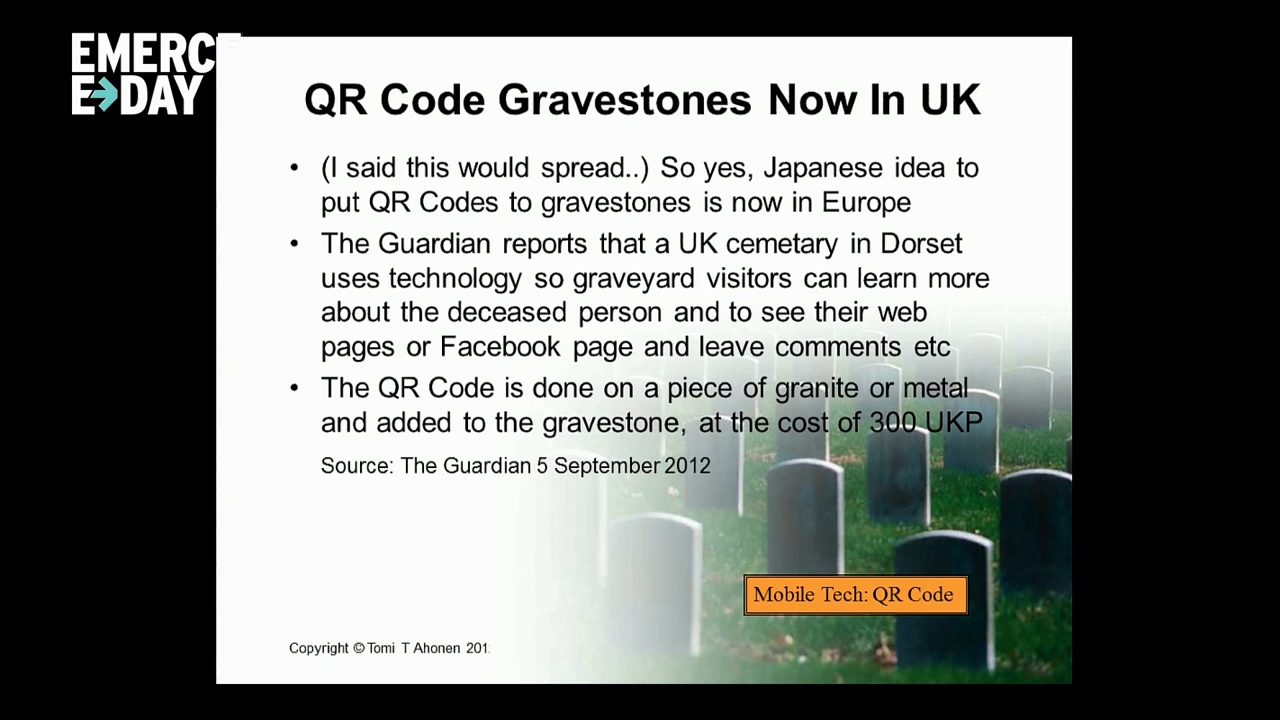 EMERCE
E→DAY
QR Code Gravestones Now In UK
• (I said this would spread..) So yes, Japanese idea to
put QR Codes to gravestones is now in Europe
• The Guardian reports that a UK cemetary in Dorset
uses technology so graveyard visitors can learn more
about the deceased person and to see their web
pages or Facebook page and leave comments etc
• The QR Code is done on a piece of granite or metal
and added to the gravestone, at the cost of 300 UKP
Source: The Guardian 5 September 2012
Mobile Tech: QR Code
Copyright © Tomi T Ahonen 201